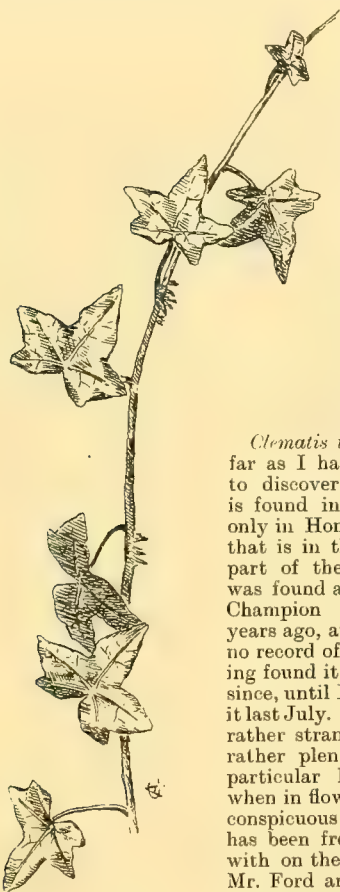 Clematis
far as I ha
to discover
is found in
only in Hon
that is in t
part of the
was found a
Champion
years ago, a
no record of
ing found it
since, until I
it last July.
rather stran
rather plen
particular l
when in flow
conspicuous
has been fre
with on the
Mr. Ford an